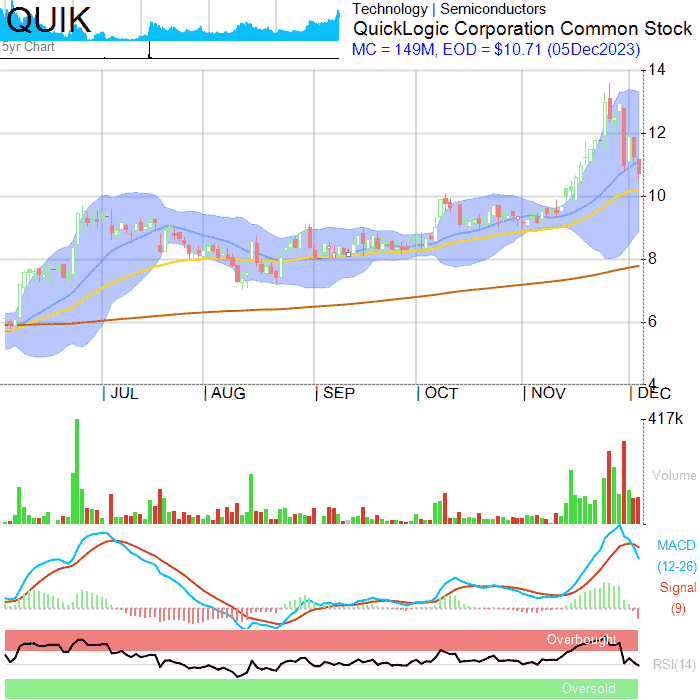 QUIK
5yr Chart
Technology | Semiconductors
QuickLogic Corporation Common Stock
MC = 149M, EOD = $10.71 (05Dec2023)
14
12
10
8
6
4
| JUL | AUG | SEP | OCT | NOV | DEC
417k
Volume
MACD
(12-26)
Signal
(9)
Overbought
RSI(14)
Oversold